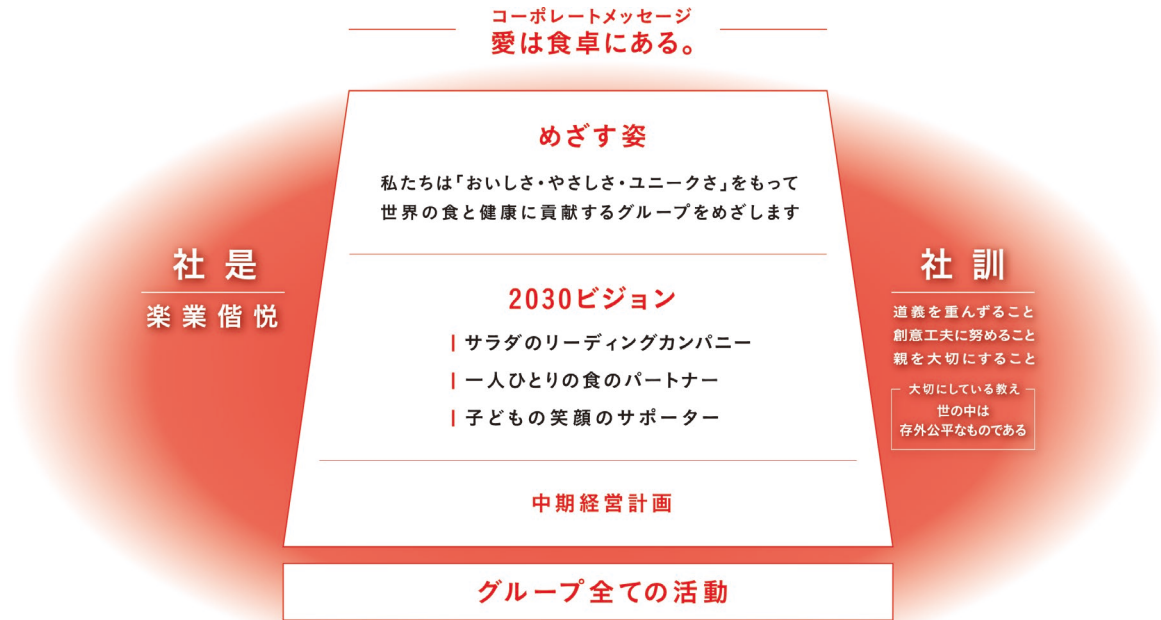 コーポレートメッセージ
愛は食卓にある。
めざす姿
私たちは「おいしさ・やさしさ・ユニークさ」をもって
世界の食と健康に貢献するグループをめざします
社是
楽業偕悦
2030ビジョン
サラダのリーディングカンパニー
一人ひとりの食のパートナー
子どもの笑顔のサポーター
社訓
道義を重んずること
創意工夫に努めること
親を大切にすること
大切にしている教え
世の中は
存外公平なものである
中期経営計画
グループ全ての活動